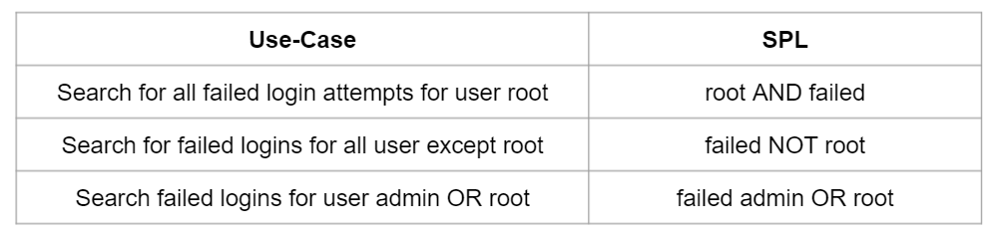 Use-Case SPL
Search for all failed login attempts for user root root AND failed
Search for failed logins for all user except root failed NOT root
Search failed logins for user admin OR root failed admin OR root